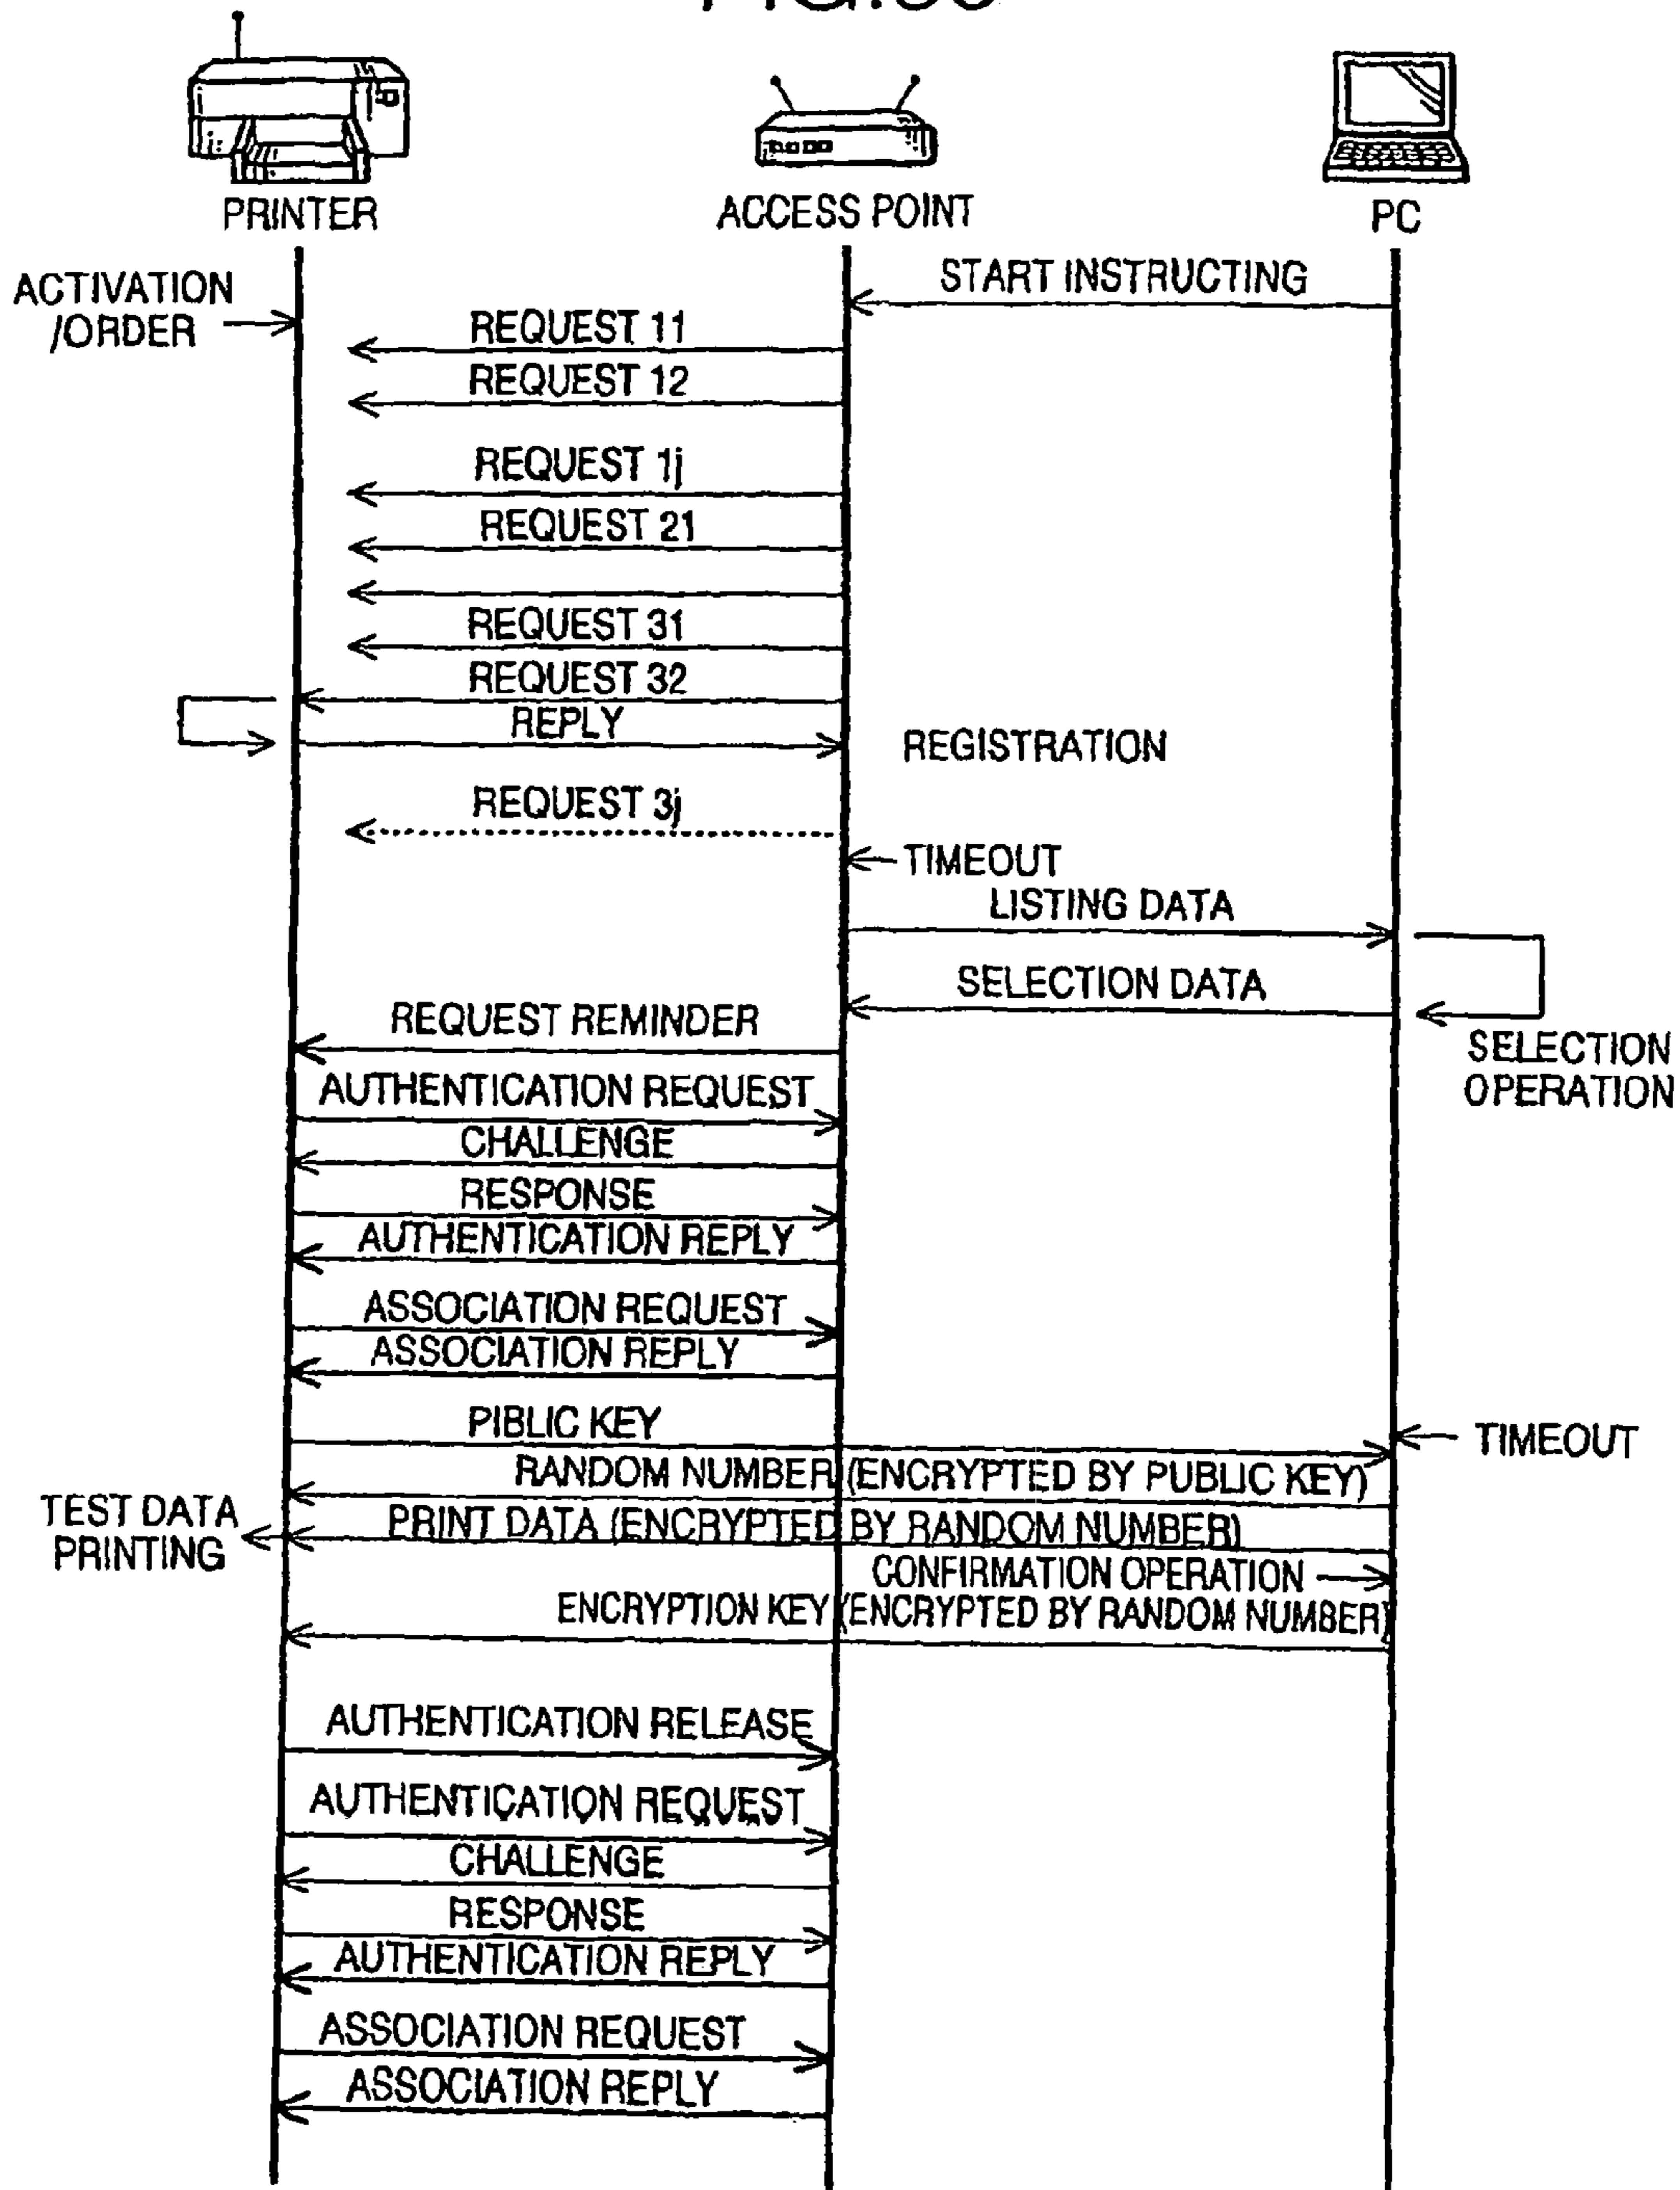 PRINTER
ACCESS POINT
PC
ACTIVATION
/ORDER
START INSTRUCTING
REQUEST 11
REQUEST 12
REQUEST 1j
REQUEST 21
REQUEST 31
REQUEST 32
REPLY
REGISTRATION
REQUEST 3j
TIMEOUT
LISTING DATA
SELECTION DATA
SELECTION
OPERATION
REQUEST REMINDER
AUTHENTICATION REQUEST
CHALLENGE
RESPONSE
AUTHENTICATION REPLY
ASSOCIATION REQUEST
ASSOCIATION REPLY
PIBLIC KEY
TIMEOUT
RANDOM NUMBER (ENCRYPTED BY PUBLIC KEY)
TEST DATA
PRINTING
PRINT DATA (ENCRYPTED BY RANDOM NUMBER)
CONFIRMATION OPERATION
ENCRYPTION KEY (ENCRYPTED BY RANDOM NUMBER)
AUTHENTICATION RELEASE
AUTHENTICATION REQUEST
CHALLENGE
RESPONSE
AUTHENTICATION REPLY
ASSOCIATION REQUEST
ASSOCIATION REPLY